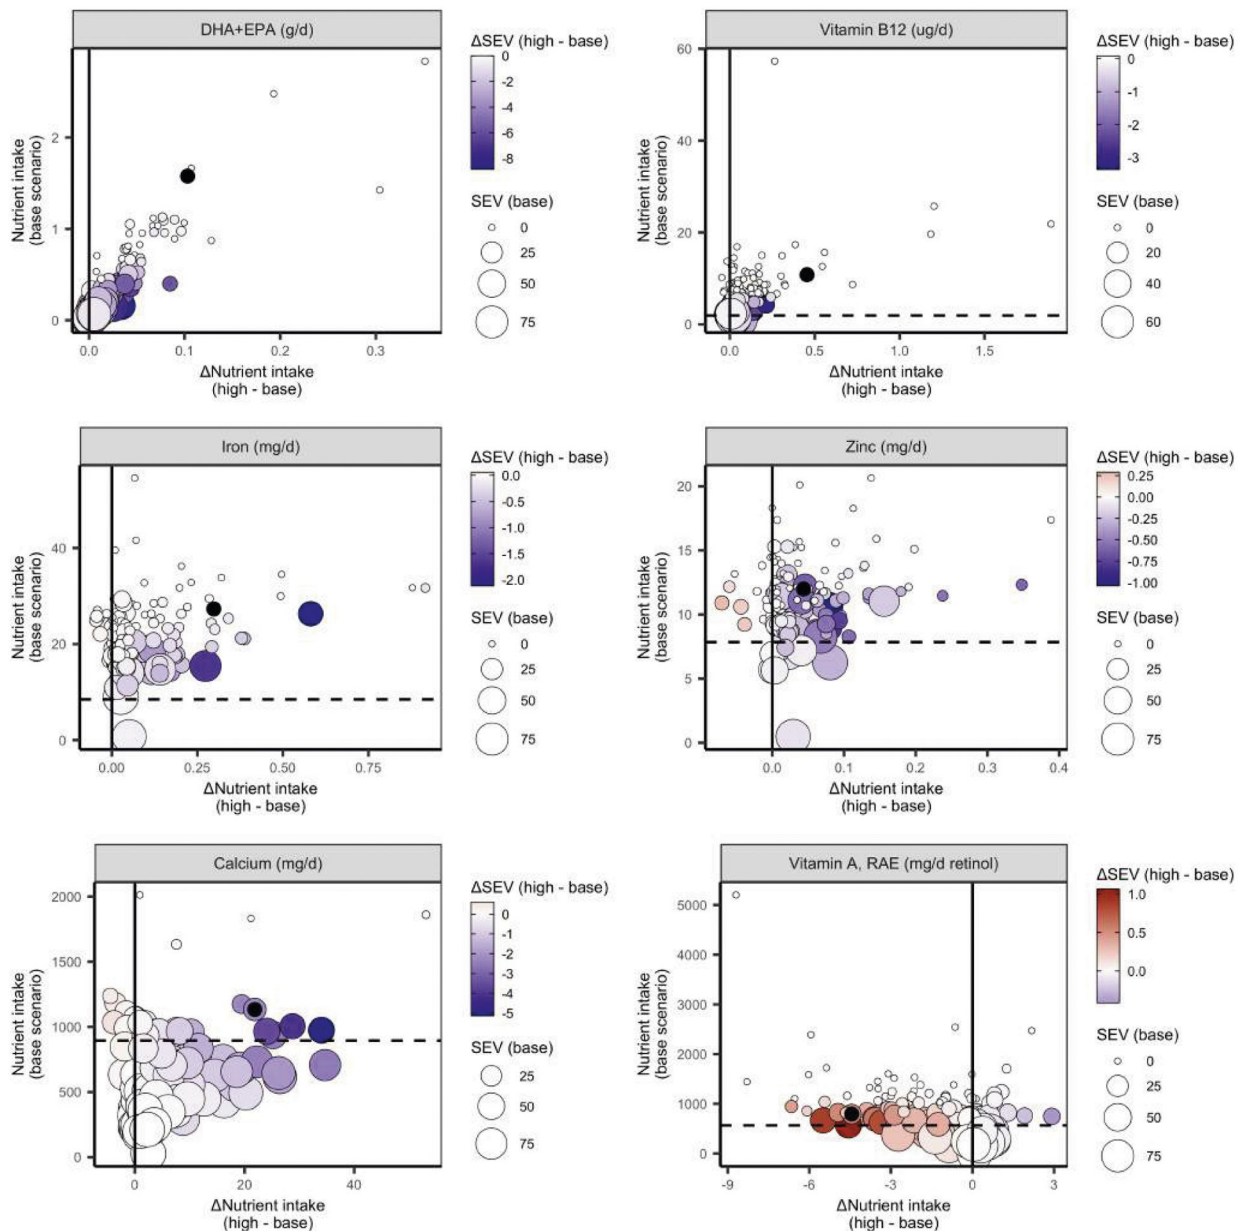 DHA+EPA (g/d)
Nutrient intake
(base scenario)
2
1
0
0.0 0.1 0.2 0.3
ΔNutrient intake
(high - base)
ΔSEV (high - base)
0
-2
-4
-6
-8
SEV (base)
0
25
50
75
Vitamin B12 (ug/d)
Nutrient intake
(base scenario)
60
40
20
0
0.0 0.5 1.0 1.5
ΔNutrient intake
(high - base)
ΔSEV (high - base)
0
-1
-2
-3
SEV (base)
0
20
40
60
Iron (mg/d)
Nutrient intake
(base scenario)
40
20
0
0.00 0.25 0.50 0.75
ΔNutrient intake
(high - base)
ΔSEV (high - base)
0.0
-0.5
-1.0
-1.5
-2.0
SEV (base)
0
25
50
75
Zinc (mg/d)
Nutrient intake
(base scenario)
20
15
10
5
0
0.0 0.1 0.2 0.3 0.4
ΔNutrient intake
(high - base)
ΔSEV (high - base)
0.25
0.00
-0.25
-0.50
-0.75
-1.00
SEV (base)
0
25
50
75
Calcium (mg/d)
Nutrient intake
(base scenario)
2000
1500
1000
500
0
0 20 40
ΔNutrient intake
(high - base)
ΔSEV (high - base)
0
-1
-2
-3
-4
-5
SEV (base)
25
50
75
Vitamin A, RAE (mg/d retinol)
Nutrient intake
(base scenario)
5000
4000
3000
2000
1000
0
-9 -6 -3 0 3
ΔNutrient intake
(high - base)
ΔSEV (high - base)
1.0
0.5
0.0
SEV (base)
0
25
50
75